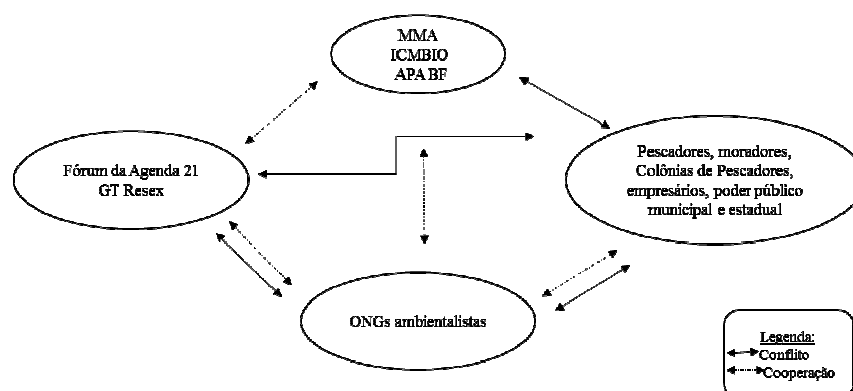 MMA
ICMBIO
APA BF
Fórum da Agenda 21
GT Resex
Pescadores, moradores,
Colônias de Pescadores,
empresários, poder público
municipal e estadual
ONGs ambientalistas
Legenda:
Conflito
Cooperação